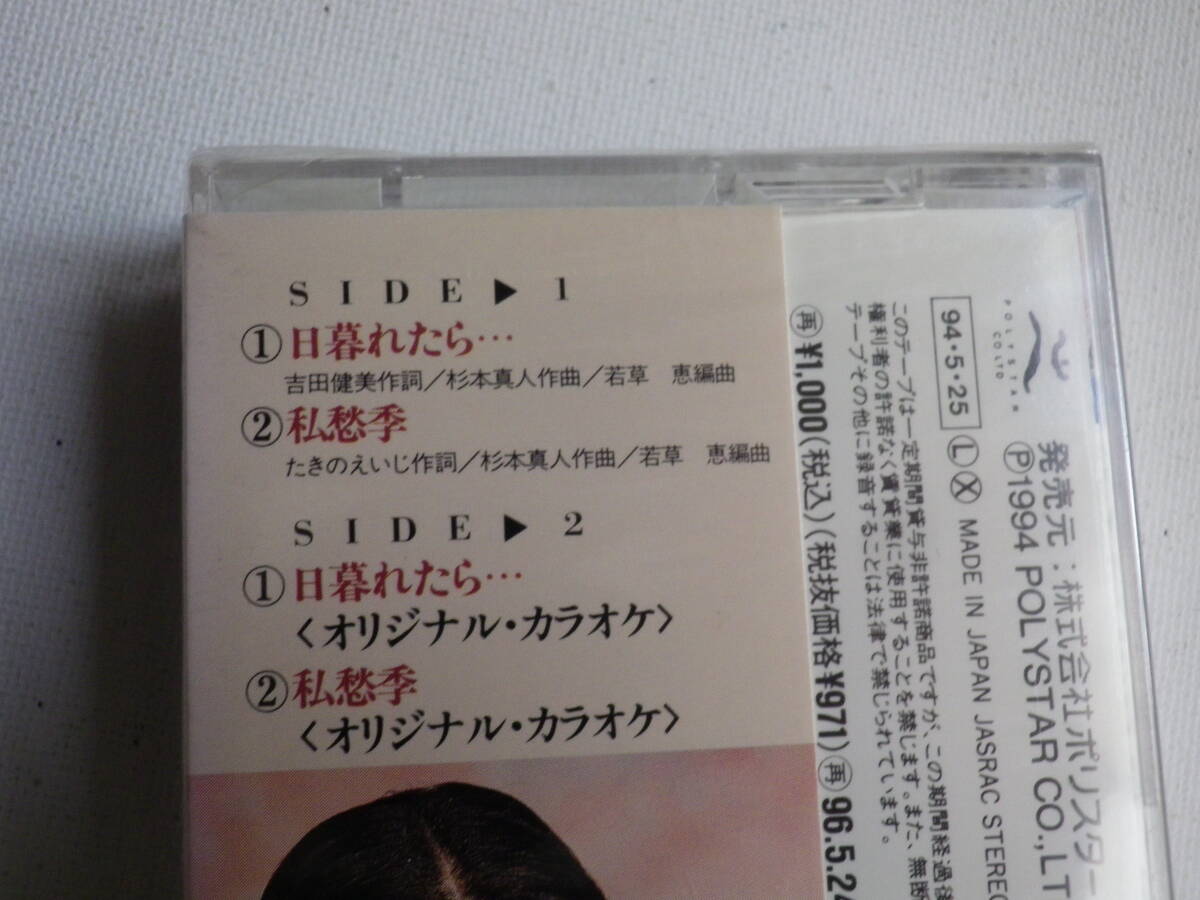 SIDE▶1
①日暮れたら…
吉田健美作詞／杉本真人作曲／若草　恵編曲
②私愁季
たきのえいじ作詞／杉本真人作曲／若草　恵編曲
SIDE▶2
①日暮れたら…
〈オリジナル・カラオケ〉
②私愁季
〈オリジナル・カラオケ〉
POLYSTAR
CO.LTD
発売元：株式会社ポリスター
Ⓟ1994 POLYSTAR CO.,LT
94・5・25 Ⓛ Ⓧ MADE IN JAPAN JASRAC STEREO
このテープは一定期間貸与非許諾商品ですが、この期間経過後
権利者の許諾なく賃貸業に使用することを禁じます。また、無断
テープその他に録音することは法律で禁じられています。
㊢¥1,000(税込)(税抜価格¥971)㊢96.5.24